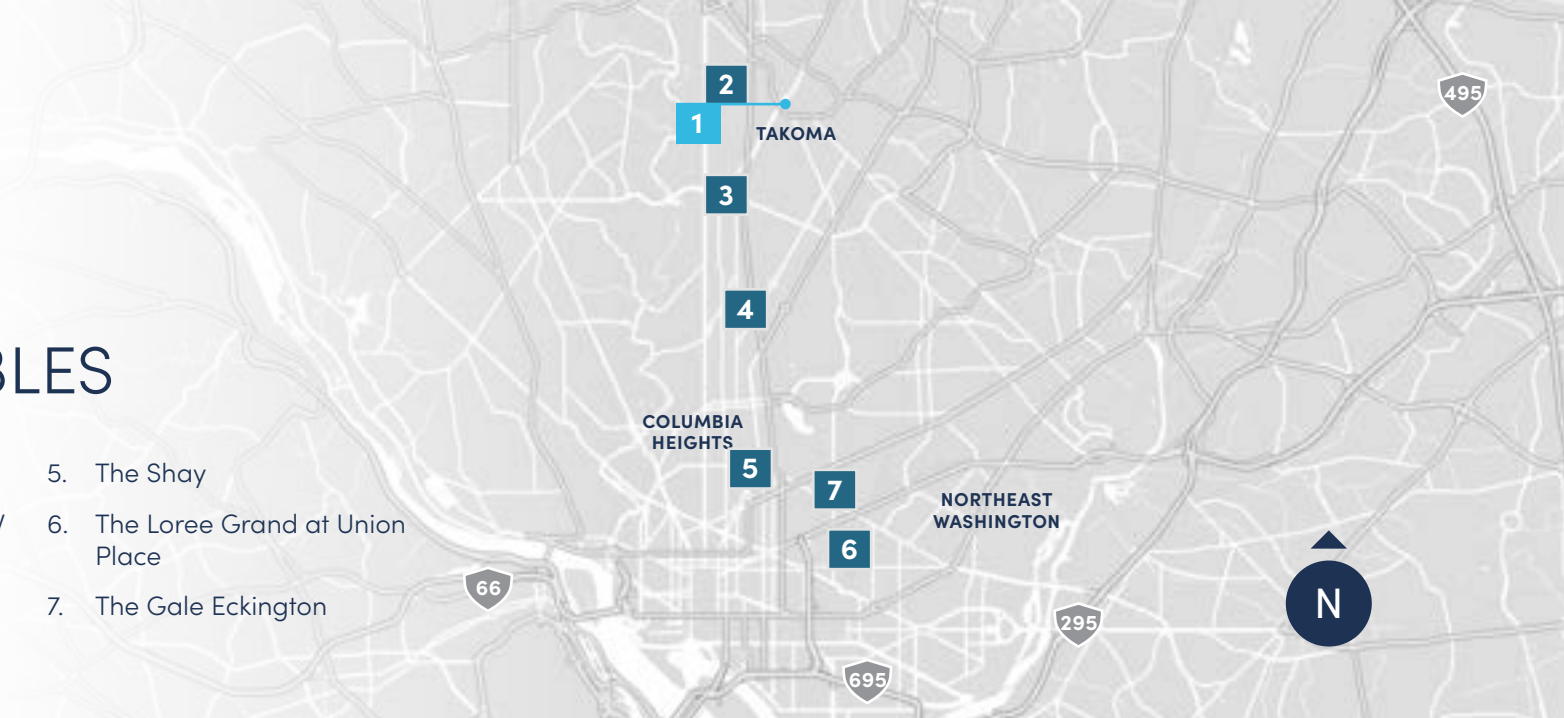 2
1
TAKOMA
495
3
4
BLES
COLUMBIA
HEIGHTS
5. The Shay
5
7
NORTHEAST
WASHINGTON
6. The Loree Grand at Union
Place
6
66
7. The Gale Eckington
N
295
695